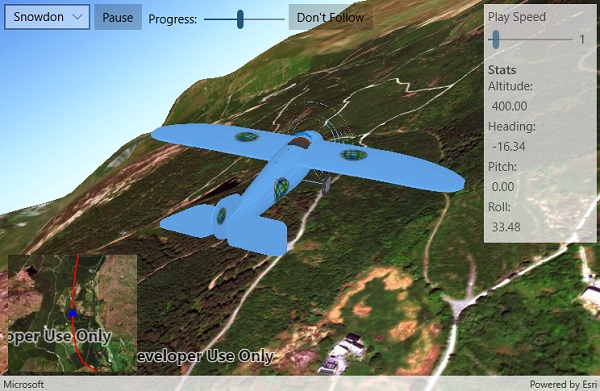 Snowdon
Pause
Progress:
Don't Follow
Play Speed
1
Stats
Altitude:
400.00
Heading:
-16.34
Pitch:
0.00
Roll:
33.48
oper Use Only
eveloper Use Only
Microsoft
Powered by Esri